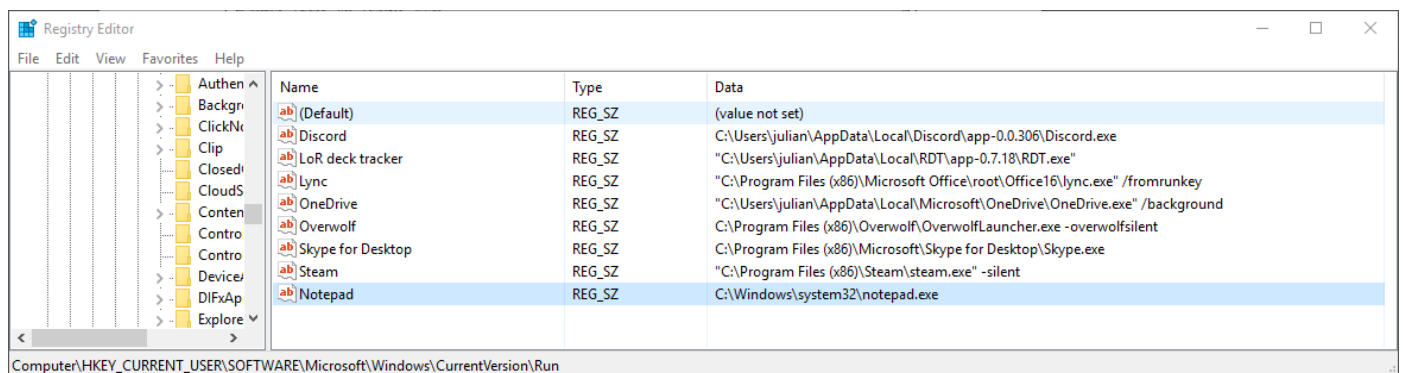 Registry Editor
File Edit View Favorites Help
Authen
Backgr
ClickNo
Clip
Closed
CloudS
Conten
Contro
Contro
Device
DIFxAp
Explore
Name Type Data
(Default) REG_SZ (value not set)
Discord REG_SZ C:\Users\julian\AppData\Local\Discord\app-0.0.306\Discord.exe
LoR deck tracker REG_SZ "C:\Users\julian\AppData\Local\RDT\app-0.7.18\RDT.exe"
Lync REG_SZ "C:\Program Files (x86)\Microsoft Office\root\Office16\lync.exe" /fromrunkey
OneDrive REG_SZ "C:\Users\julian\AppData\Local\Microsoft\OneDrive\OneDrive.exe" /background
Overwolf REG_SZ C:\Program Files (x86)\Overwolf\OverwolfLauncher.exe -overwolfsilent
Skype for Desktop REG_SZ C:\Program Files (x86)\Microsoft\Skype for Desktop\Skype.exe
Steam REG_SZ "C:\Program Files (x86)\Steam\steam.exe" -silent
Notepad REG_SZ C:\Windows\system32\notepad.exe
Computer\HKEY_CURRENT_USER\SOFTWARE\Microsoft\Windows\CurrentVersion\Run